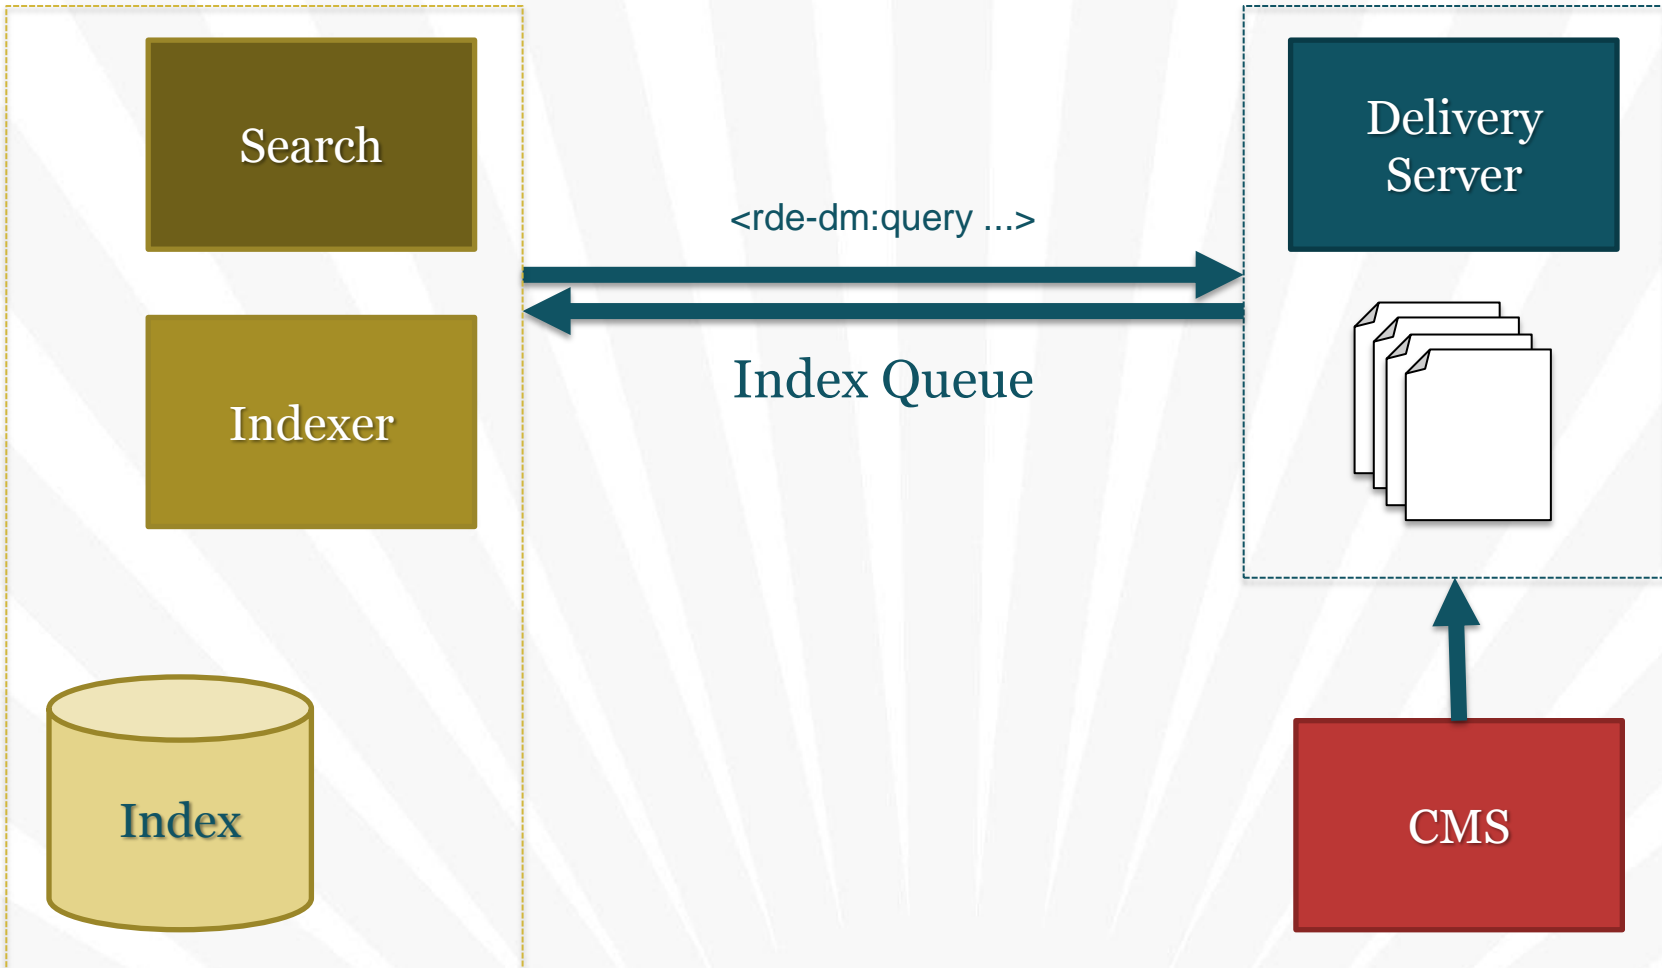 Search
Delivery
Server
<rde-dm:query ...>
Index Queue
Indexer
Index
CMS